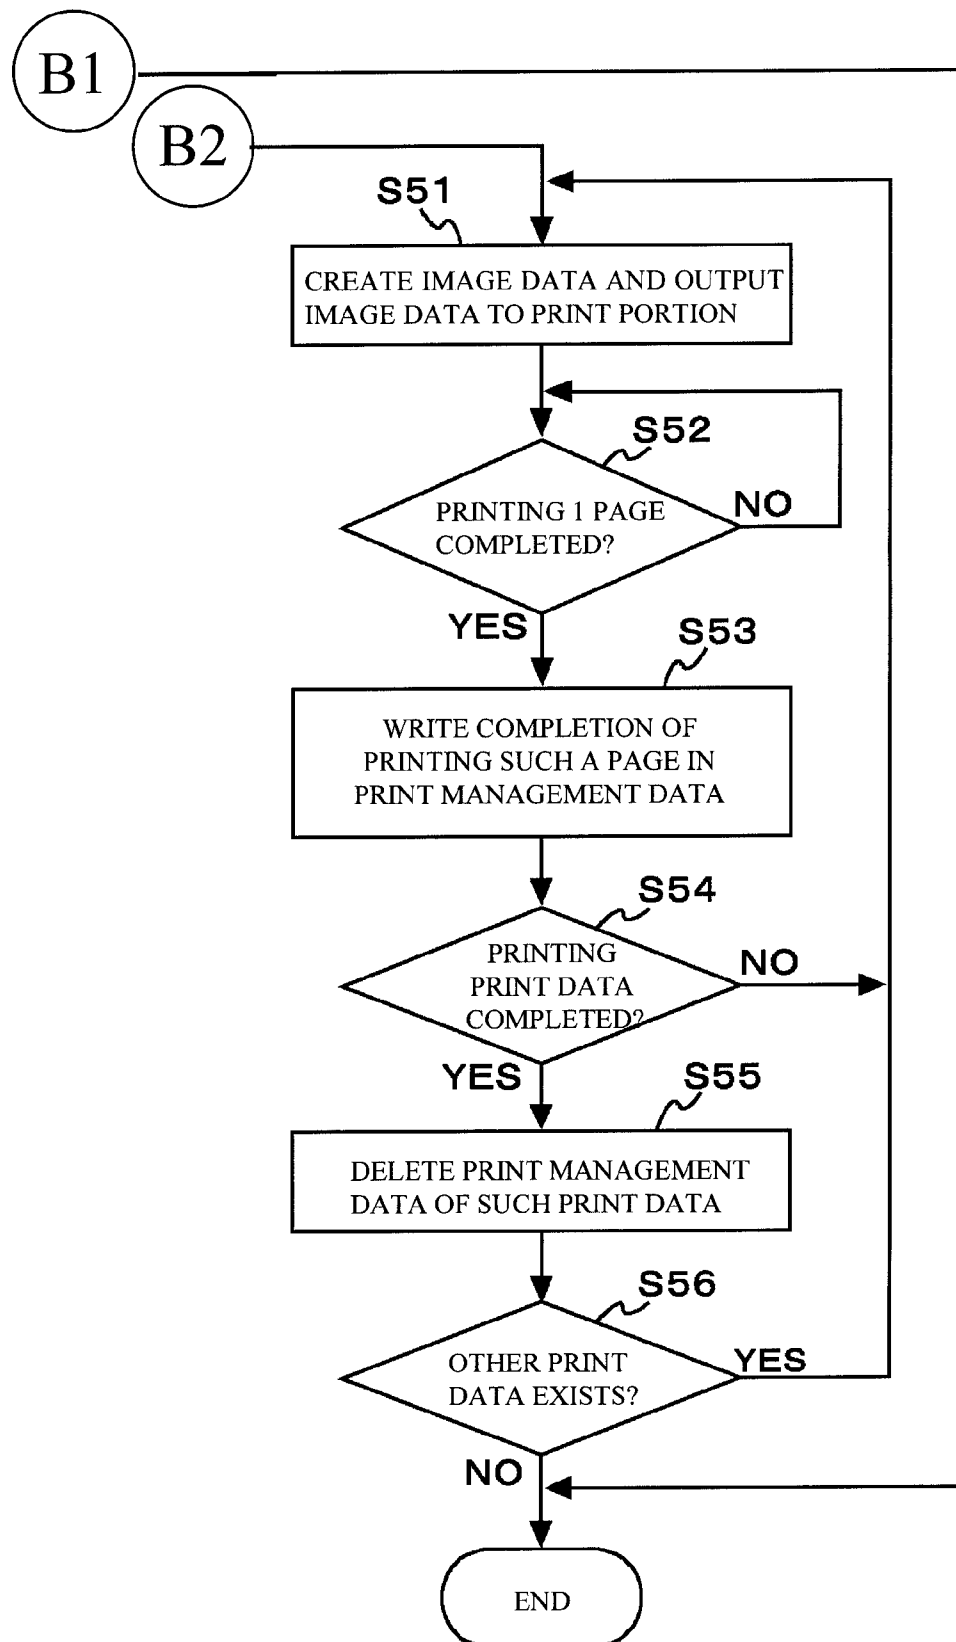 B1
B2
S51
CREATE IMAGE DATA AND OUTPUT
IMAGE DATA TO PRINT PORTION
S52
PRINTING 1 PAGE
COMPLETED?
NO
YES
S53
WRITE COMPLETION OF
PRINTING SUCH A PAGE IN
PRINT MANAGEMENT DATA
S54
PRINTING
PRINT DATA
COMPLETED?
NO
YES
S55
DELETE PRINT MANAGEMENT
DATA OF SUCH PRINT DATA
S56
OTHER PRINT
DATA EXISTS?
YES
NO
END